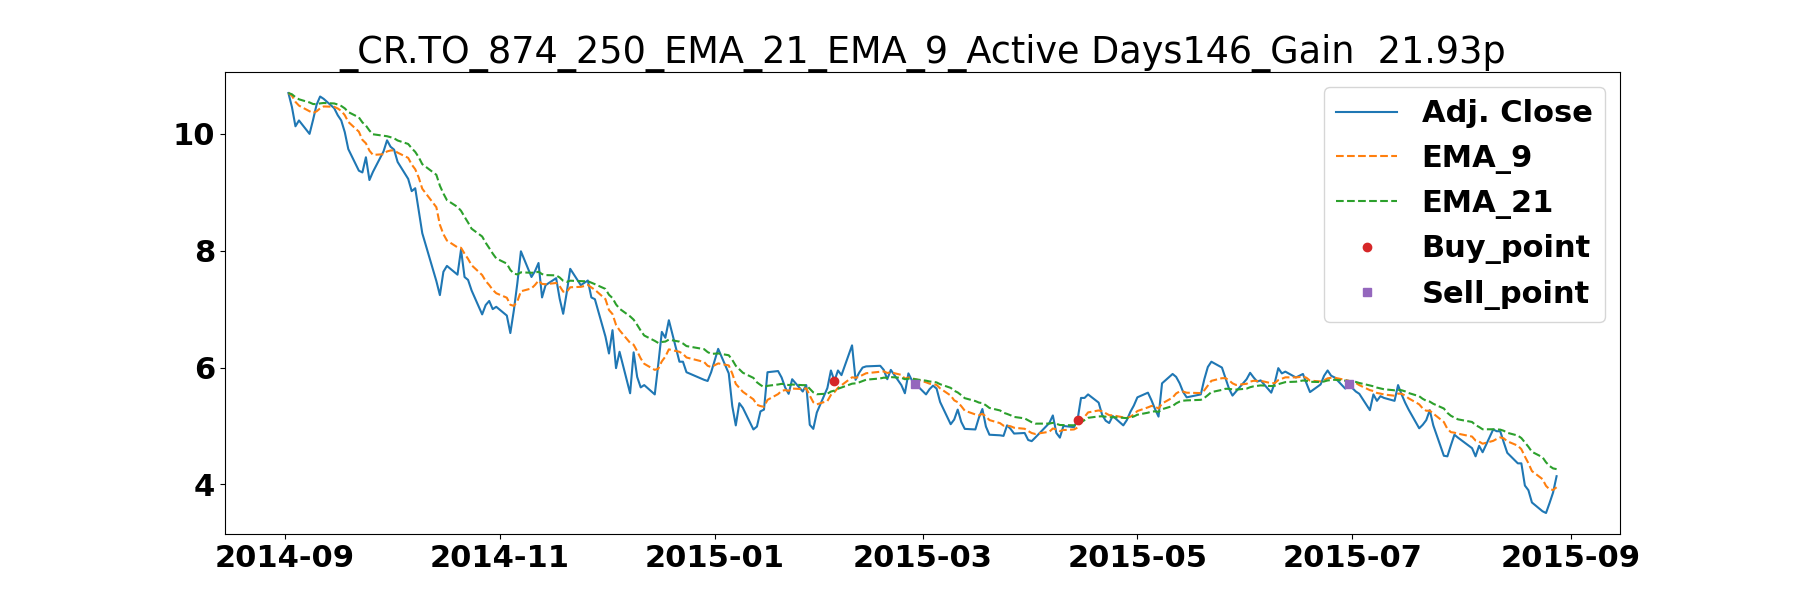 _CR.TO_874_250_EMA_21_EMA_9_Active Days146_Gain  21.93p
Adj. Close
EMA_9
EMA_21
Buy_point
Sell_point
10
8
6
4
2014-09 2014-11 2015-01 2015-03 2015-05 2015-07 2015-09